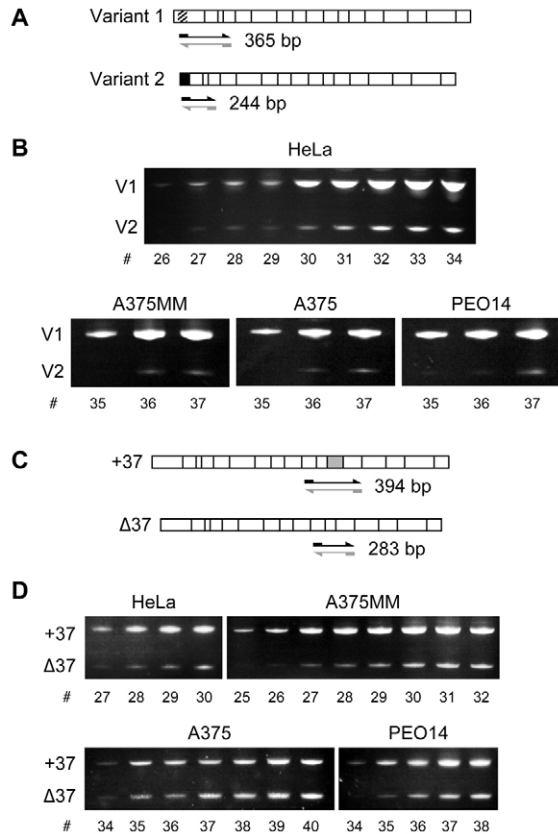 A
Variant 1
365 bp
Variant 2
244 bp
B
HeLa
V1
V2
# 26 27 28 29 30 31 32 33 34
A375MM A375 PEO14
V1
V2
# 35 36 37 35 36 37 35 36 37
C
+37
394 bp
Δ37
283 bp
D
HeLa A375MM
+37
Δ37
# 27 28 29 30 25 26 27 28 29 30 31 32
A375 PEO14
+37
Δ37
# 34 35 36 37 38 39 40 34 35 36 37 38